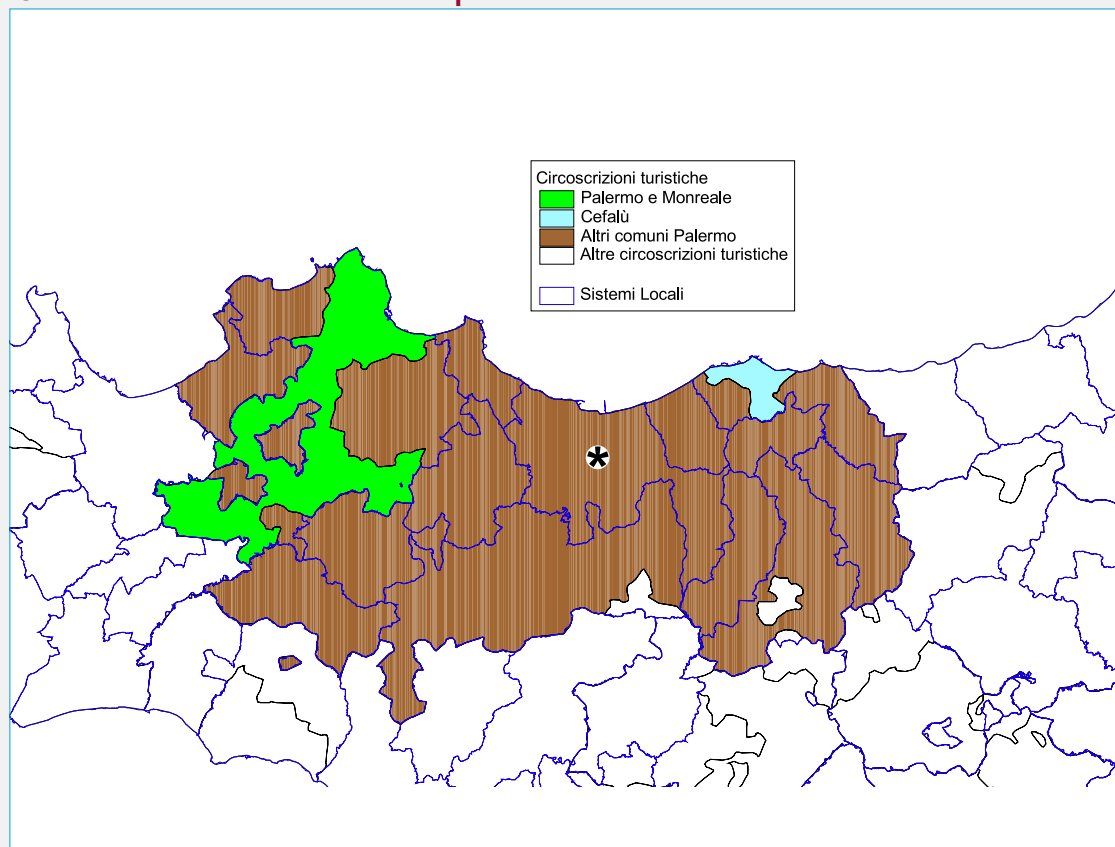 Circoscrizioni turistiche
Palermo e Monreale
Cefalù
Altri comuni Palermo
Altre circoscrizioni turistiche
Sistemi Locali
*